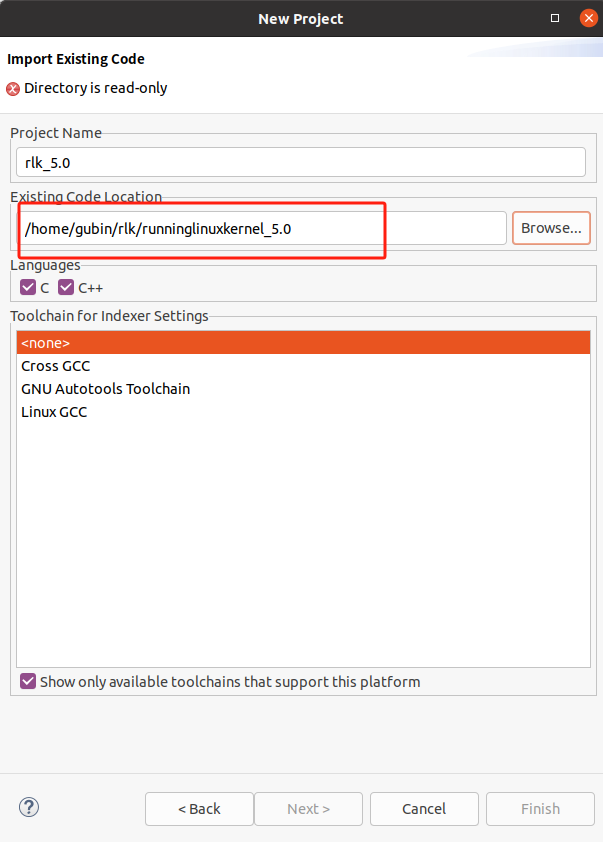 New Project
Import Existing Code
Directory is read-only
Project Name
rlk_5.0
Existing Code Location
/home/gubin/rlk/runninglinuxkernel_5.0
Browse...
Languages
C C++
Toolchain for Indexer Settings
<none>
Cross GCC
GNU Autotools Toolchain
Linux GCC
Show only available toolchains that support this platform
? < Back Next > Cancel Finish